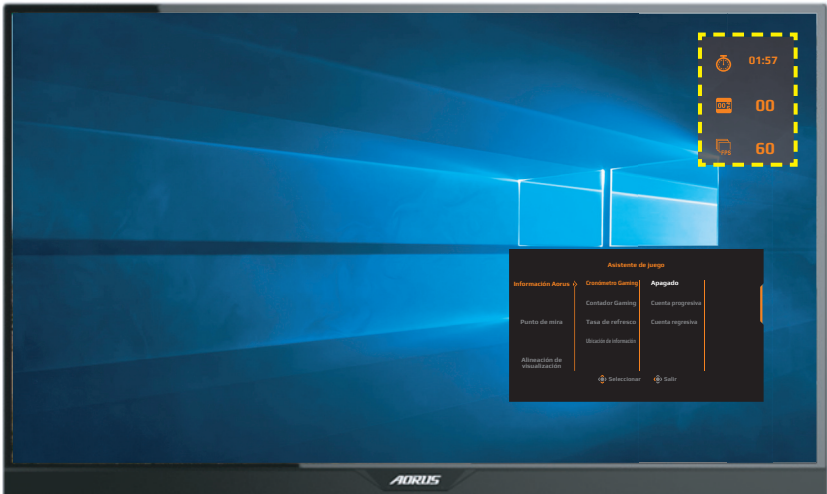 01:57
00
FPS 60
Asistente de juego
Información Aorus
Cronómetro Gaming
Apagado
Contador Gaming
Cuenta progresiva
Punto de mira
Tasa de refresco
Cuenta regresiva
Ubicación de información
Alineación de
visualización
Seleccionar
Salir
AORUS